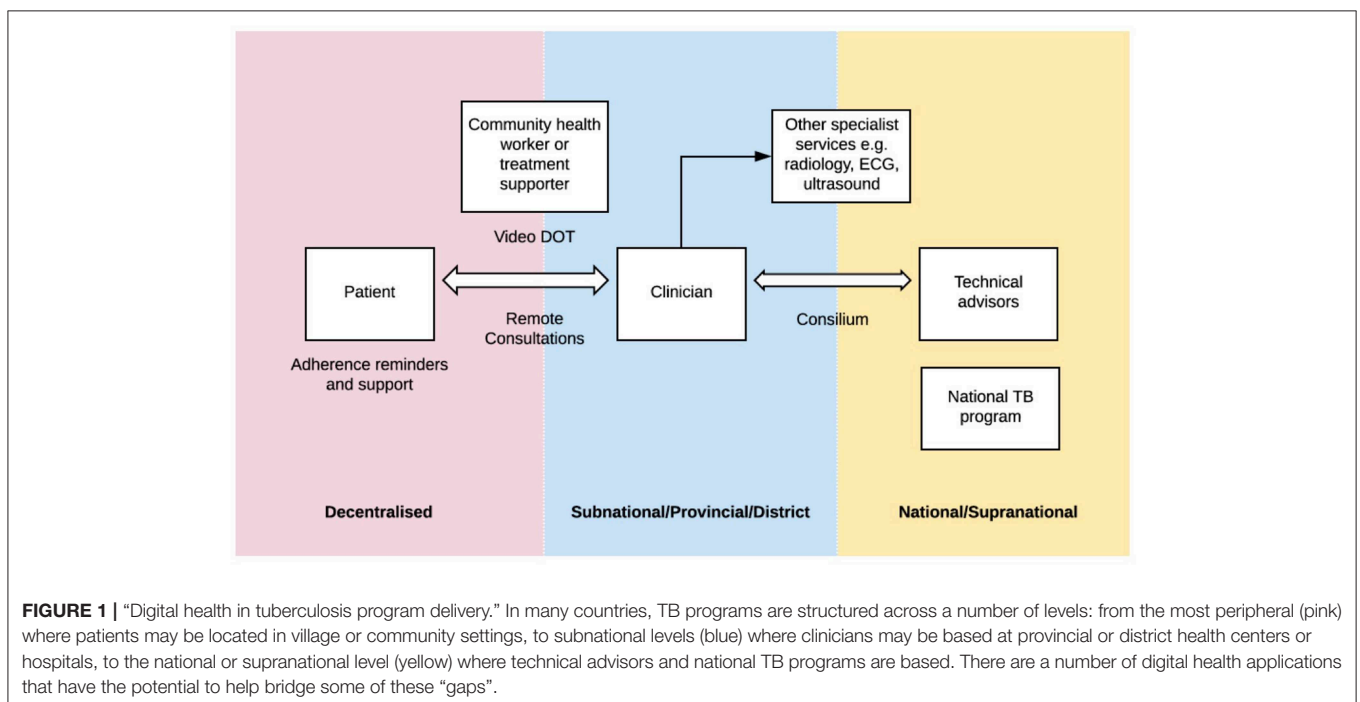 Community health
worker or
treatment
supporter
Other specialist
services e.g.
radiology, ECG,
ultrasound
Video DOT
Patient
Clinician
Technical
advisors
Remote
Consultations
Consilium
Adherence reminders
and support
National TB
program
Decentralised
Subnational/Provincial/District
National/Supranational
FIGURE 1 | “Digital health in tuberculosis program delivery.” In many countries, TB programs are structured across a number of levels: from the most peripheral (pink)
where patients may be located in village or community settings, to subnational levels (blue) where clinicians may be based at provincial or district health centers or
hospitals, to the national or supranational level (yellow) where technical advisors and national TB programs are based. There are a number of digital health applications
that have the potential to help bridge some of these “gaps”.